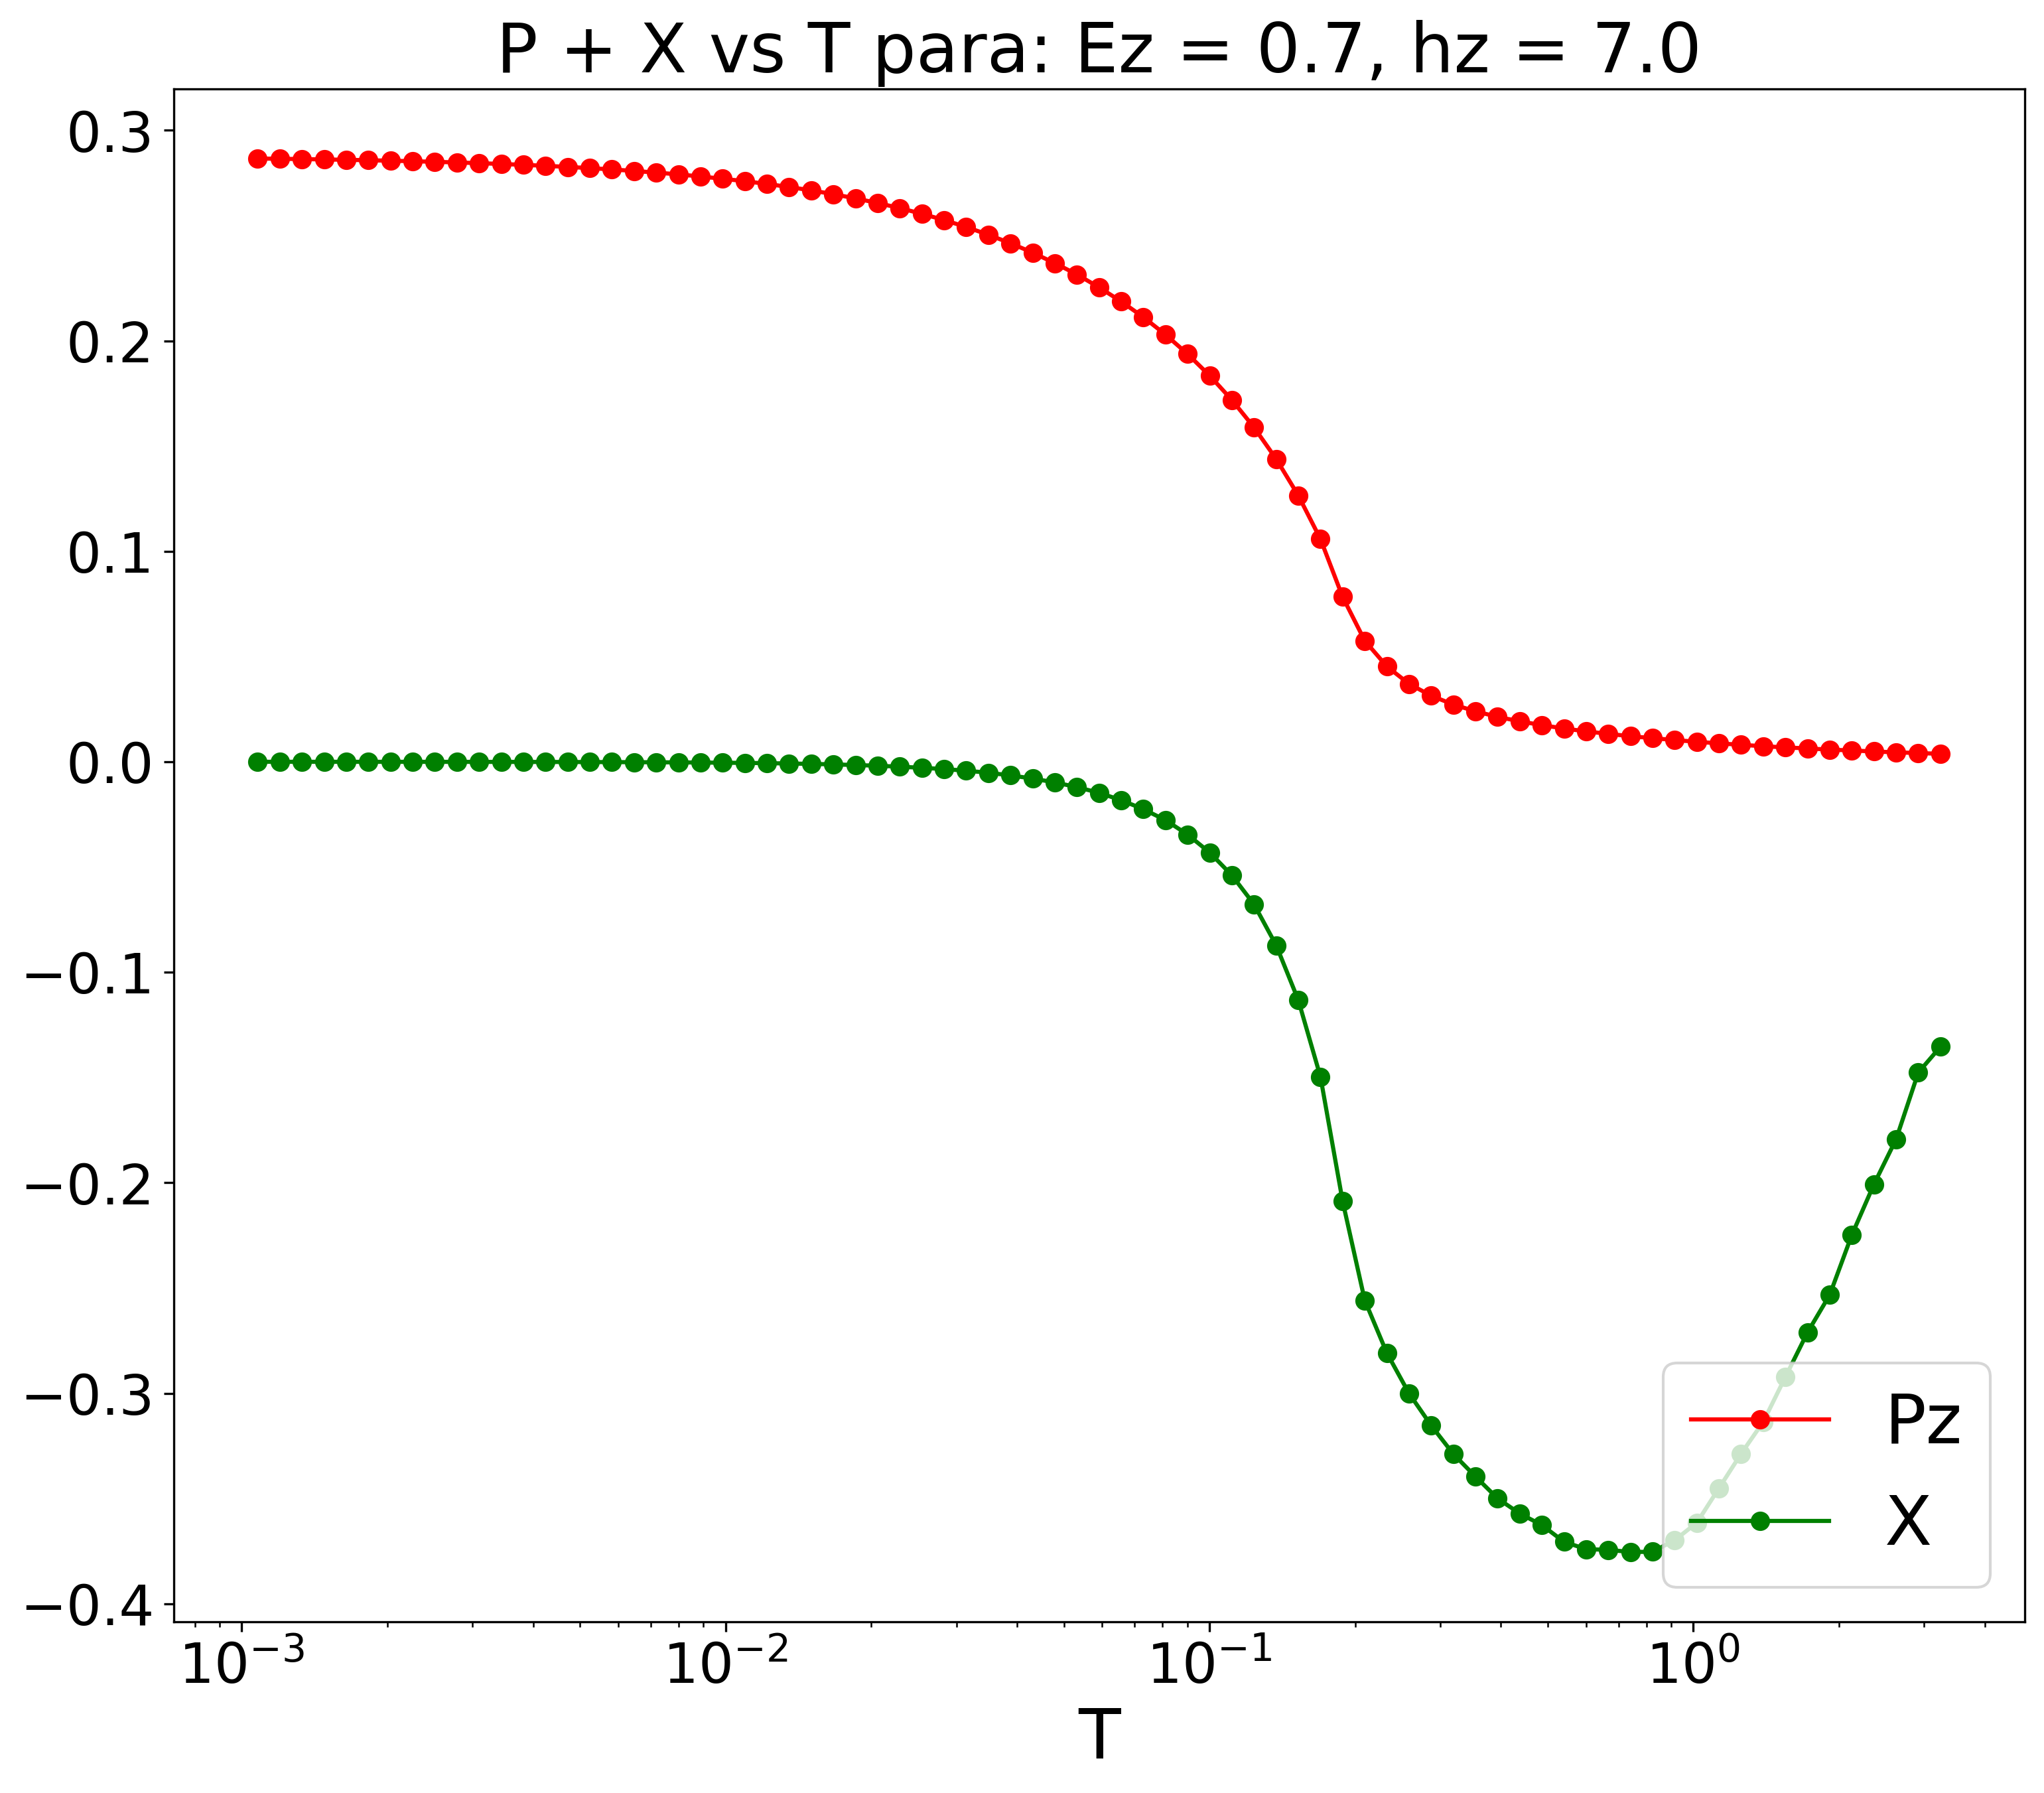 P + X vs T para: Ez = 0.7, hz = 7.0
0.3
0.2
0.1
0.0
−0.1
−0.2
−0.3
−0.4
Pz
X
10⁻³ 10⁻² 10⁻¹ 10⁰
T